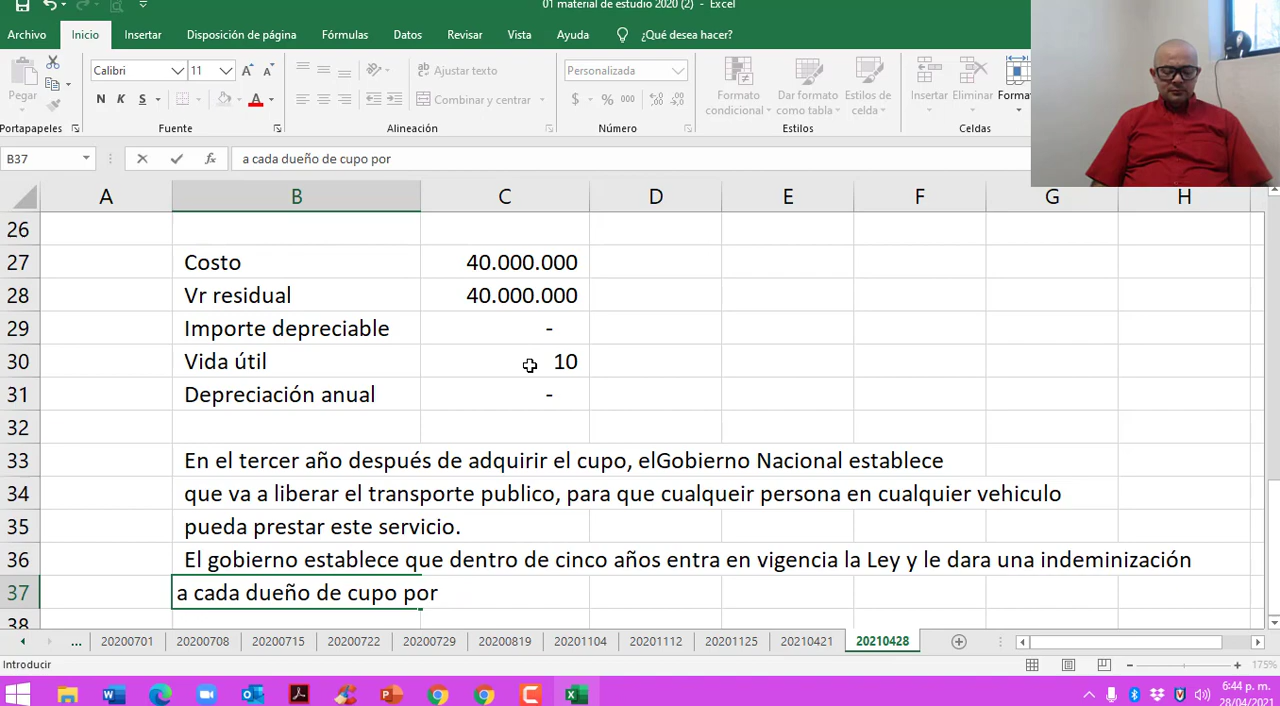 01 material de estudio 2020 (2) - Excel
Archivo Inicio Insertar Disposición de página Fórmulas Datos Revisar Vista Ayuda ¿Qué desea hacer?
Calibri 11 Ajustar texto Personalizada
Pegar N K S A Combinar y centrar $ % 000 Formato condicional Dar formato como tabla Estilos de celda Insertar Eliminar Format
Portapapeles Fuente Alineación Número Estilos Celdas
B37 fx a cada dueño de cupo por
A B C D E F G H
26
27 Costo 40.000.000
28 Vr residual 40.000.000
29 Importe depreciable -
30 Vida útil 10
31 Depreciación anual -
32
33 En el tercer año después de adquirir el cupo, elGobierno Nacional establece
34 que va a liberar el transporte publico, para que cualqueir persona en cualquier vehiculo
35 pueda prestar este servicio.
36 El gobierno establece que dentro de cinco años entra en vigencia la Ley y le dara una indeminización
37 a cada dueño de cupo por
38
... 20200701 20200708 20200715 20200722 20200729 20200819 20201104 20201112 20201125 20210421 20210428
Introducir 175%
6:44 p. m.
28/04/2021